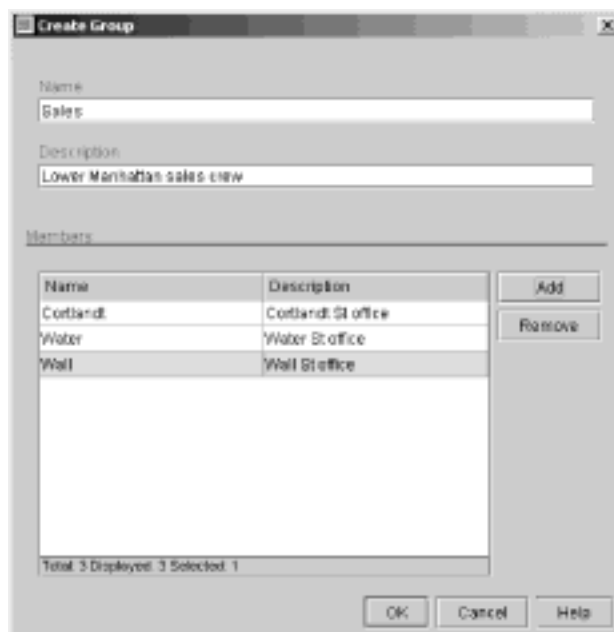 Create Group
Name
Sales
Description
Lower Manhattan sales crew
Members
Name Description
Cortlandt Cortlandt St office
Water Water St office
Wall Wall St office
Add
Remove
Total: 3 Displayed: 3 Selected: 1
OK Cancel Help